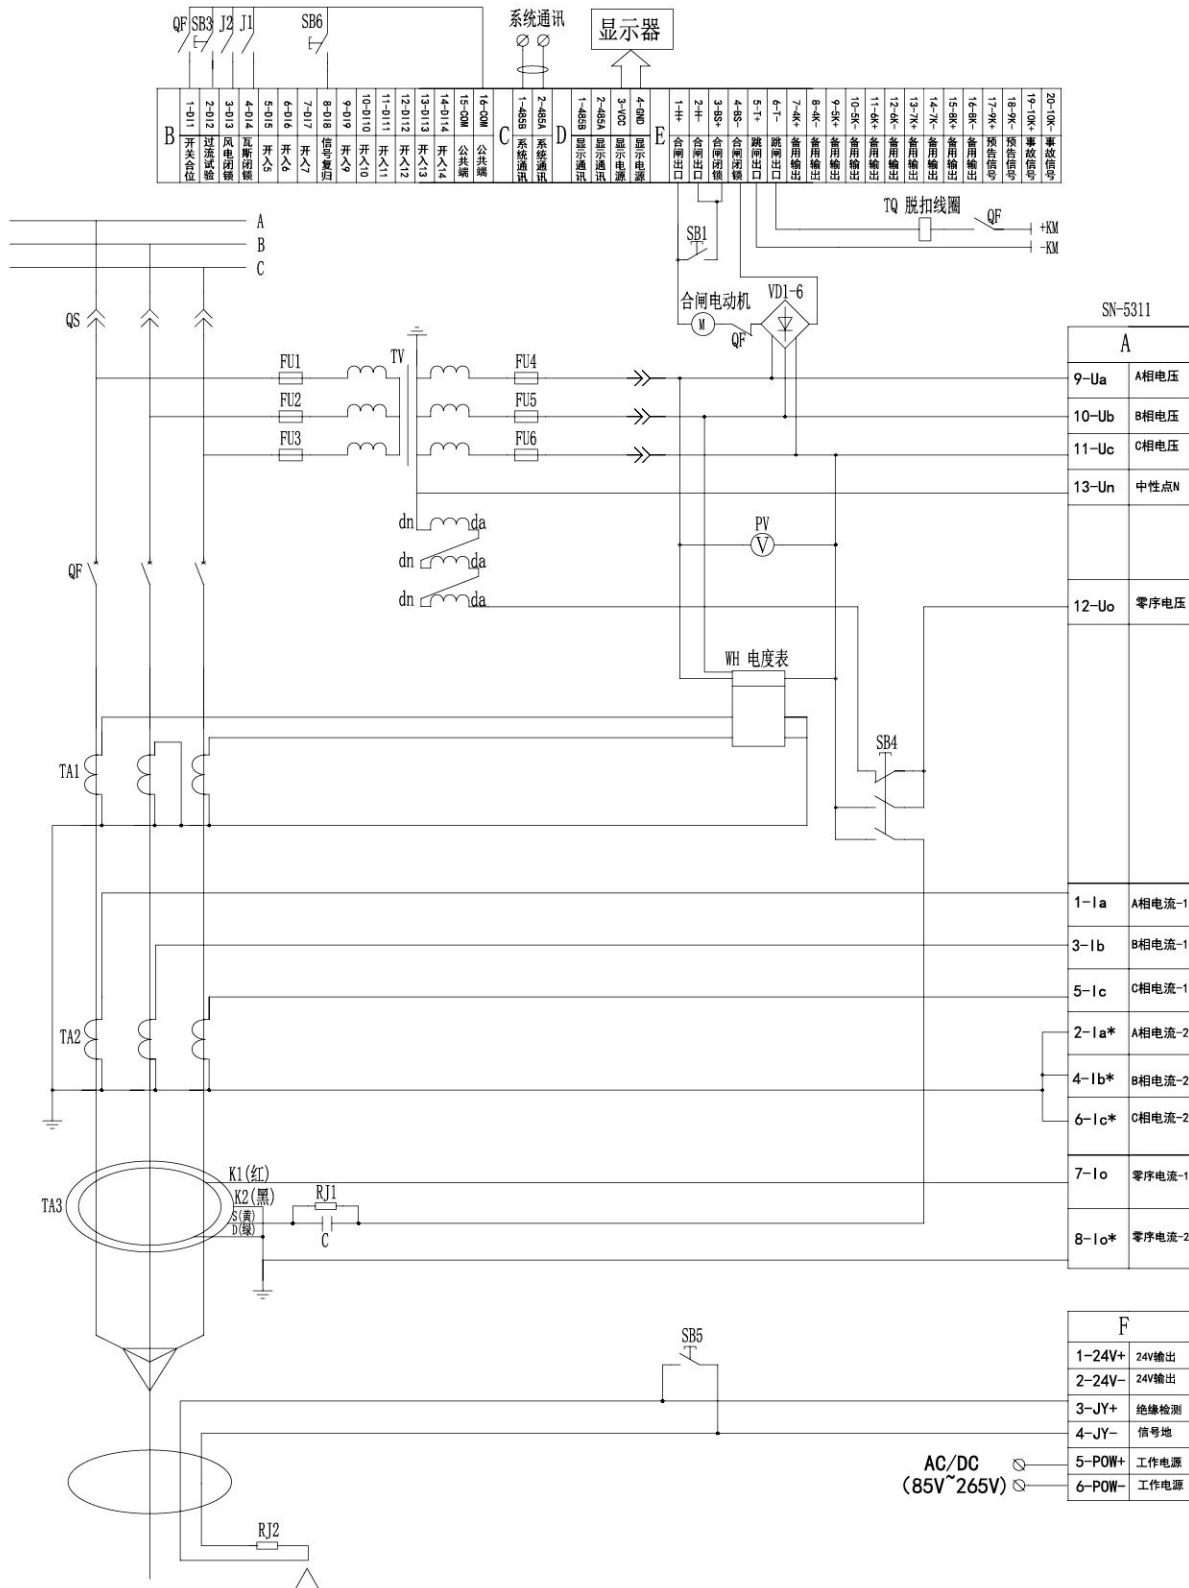 QF SB3 J2 J1 SB6 系统通讯 显示器
B
1-DI1 开关合位
2-DI2 过流试验
3-DI3 风电闭锁
4-DI4 瓦斯闭锁
5-DI5 开入5
6-DI6 开入6
7-DI7 开入7
8-DI8 信号复归
9-DI9 开入9
10-DI10 开入10
11-DI11 开入11
12-DI12 开入12
13-DI13 开入13
14-DI14 开入14
15-COM 公共端
16-COM 公共端
C
1-485B 系统通讯
2-485A 系统通讯
D
1-485B 显示通讯
2-485A 显示通讯
3-VCC 显示电源
4-GND 显示电源
E
1-H+ 合闸出口
2-H- 合闸出口
3-BS+ 合闸闭锁
4-BS- 合闸闭锁
5-T+ 跳闸出口
6-T- 跳闸出口
7-4K+ 备用输出
8-4K- 备用输出
9-5K+ 备用输出
10-5K- 备用输出
11-6K+ 备用输出
12-6K- 备用输出
13-7K+ 备用输出
14-7K- 备用输出
15-8K+ 备用输出
16-8K- 备用输出
17-9K+ 预告信号
18-9K- 预告信号
19-10K+ 事故信号
20-10K- 事故信号
A
B
C
TQ 脱扣线圈 QF +KM
-KM
SB1
合闸电动机 VD1-6
M
QF
QS
SN-5311
A
FU1 TV FU4
9-Ua A相电压
FU2 FU5
10-Ub B相电压
FU3 FU6
11-Uc C相电压
13-Un 中性点N
dn da
PV
V
dn da
QF
dn da
12-Uo 零序电压
WH 电度表
SB4
TA1
1-Ia A相电流-1
3-Ib B相电流-1
5-Ic C相电流-1
TA2
2-Ia* A相电流-2
4-Ib* B相电流-2
6-Ic* C相电流-2
K1(红)
7-Io 零序电流-1
TA3
K2(黑) RJ1
S(黄)
D(绿)
C
8-Io* 零序电流-2
F
SB5
1-24V+ 24V输出
2-24V- 24V输出
3-JY+ 绝缘检测
4-JY- 信号地
AC/DC
5-POW+ 工作电源
(85V~265V)
6-POW- 工作电源
RJ2